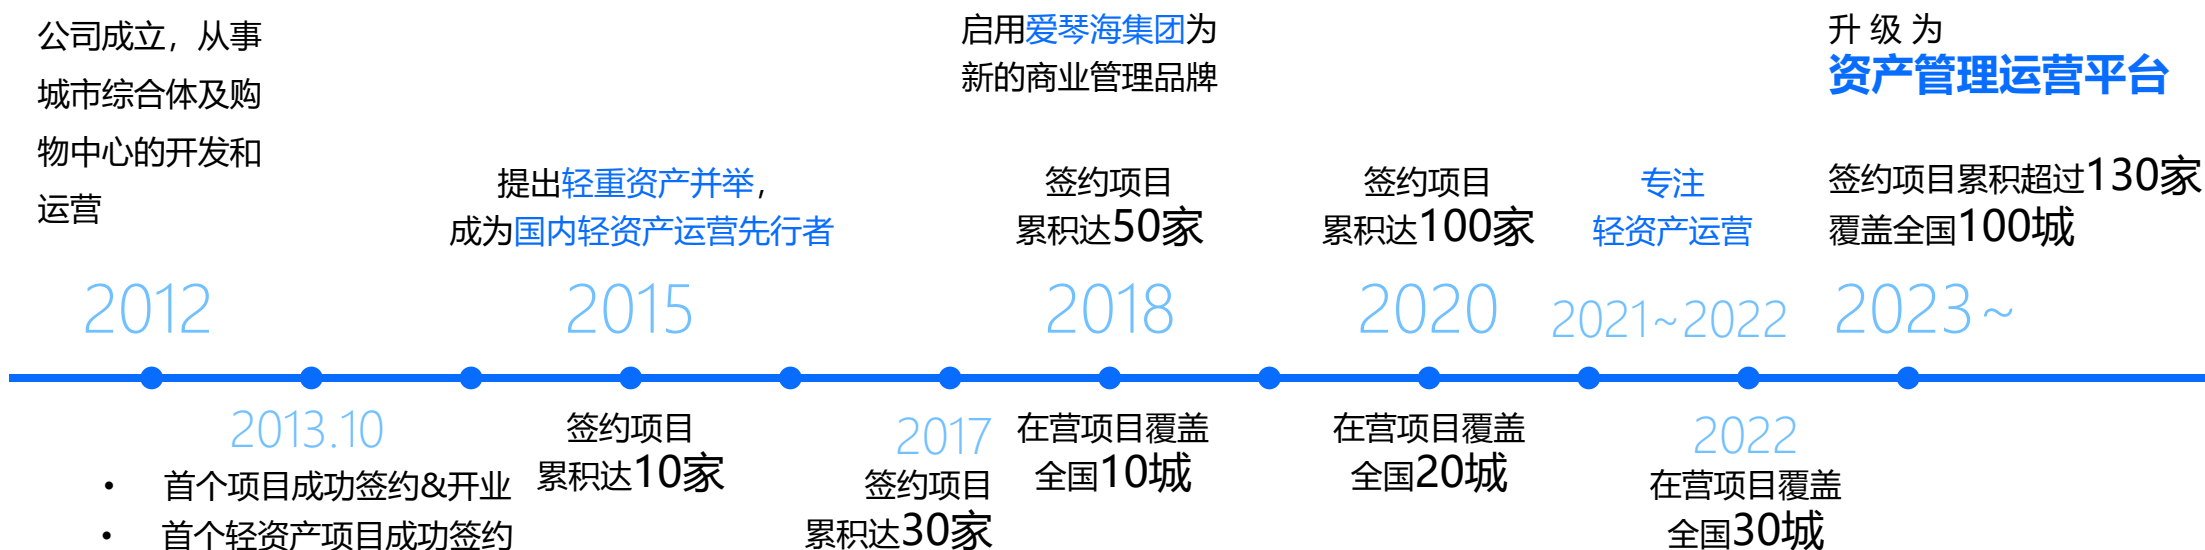 公司成立，从事
城市综合体及购
物中心的开发和
运营
启用爱琴海集团为
新的商业管理品牌
升级为
资产管理运营平台
提出轻重资产并举，
成为国内轻资产运营先行者
签约项目
累积达50家
签约项目
累积达100家
专注
轻资产运营
签约项目累积超过130家
覆盖全国100城
2012
2015
2018
2020
2021~2022
2023~
2013.10
• 首个项目成功签约&开业
• 首个轻资产项目成功签约
签约项目
累积达10家
2017
签约项目
累积达30家
在营项目覆盖
全国10城
在营项目覆盖
全国20城
2022
在营项目覆盖
全国30城